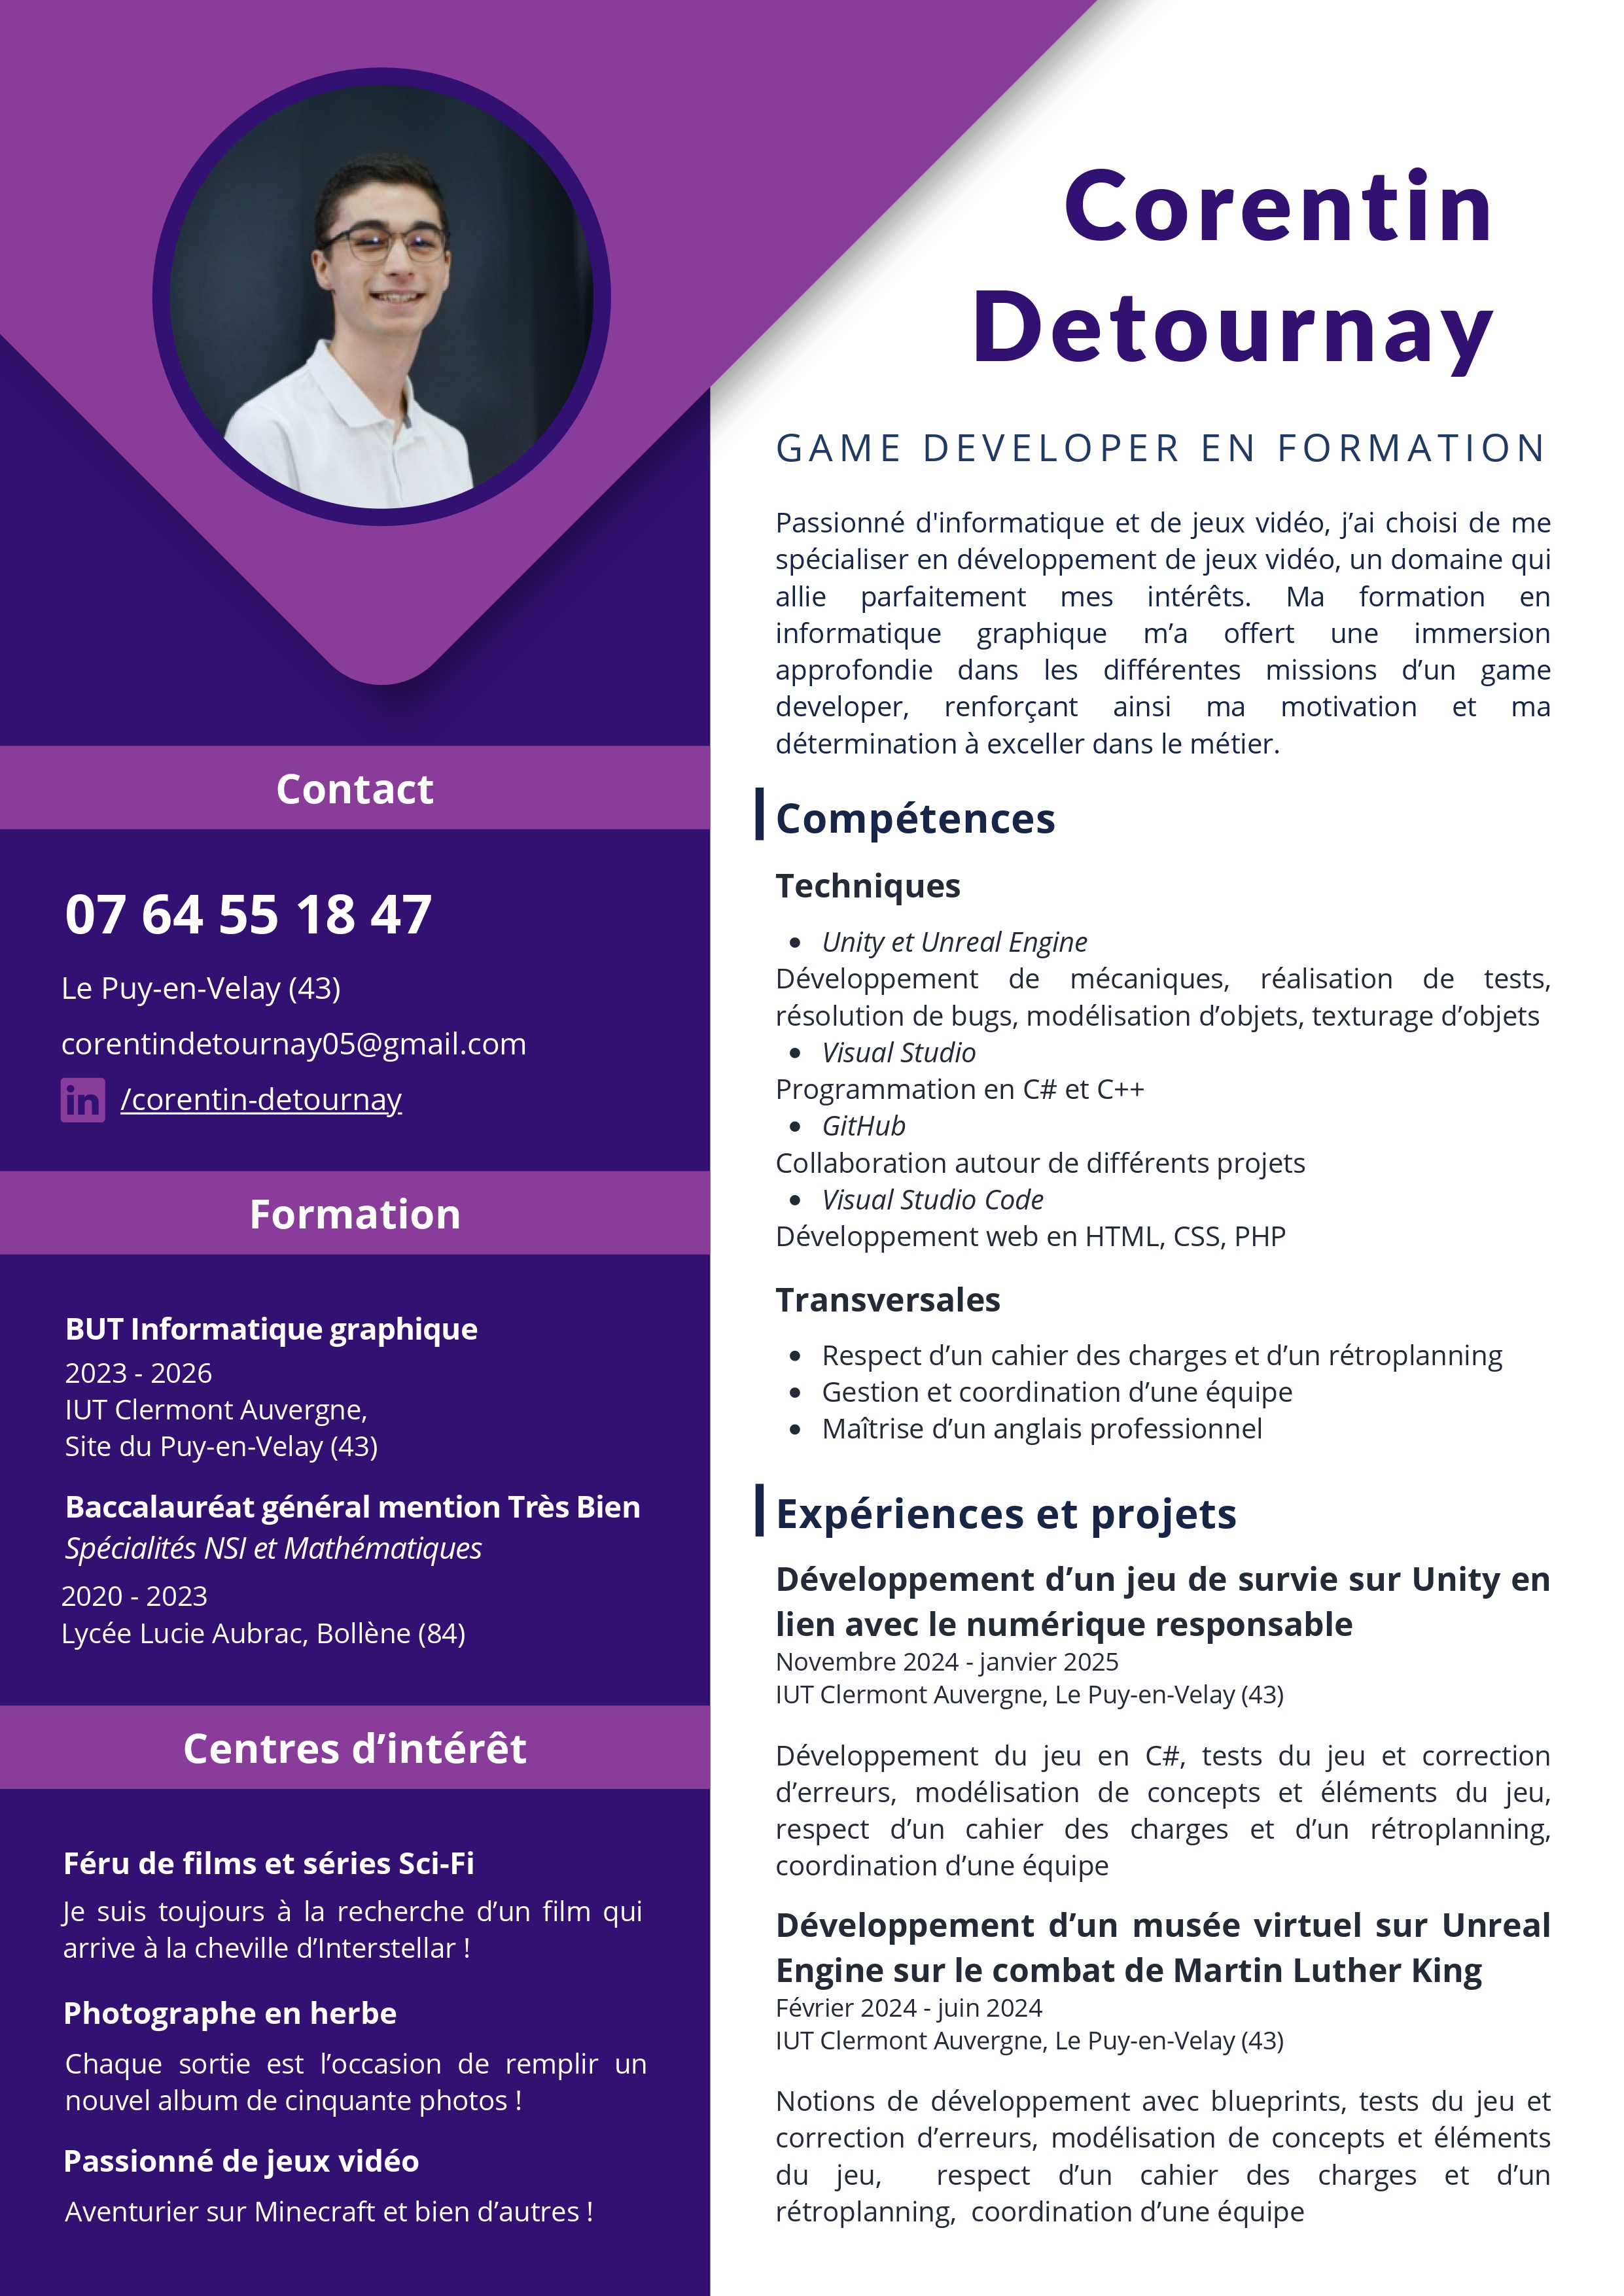 Corentin
Detournay
GAME DEVELOPER EN FORMATION
Passionné d'informatique et de jeux vidéo, j’ai choisi de me
spécialiser en développement de jeux vidéo, un domaine qui
allie parfaitement mes intérêts. Ma formation en
informatique graphique m’a offert une immersion
approfondie dans les différentes missions d’un game
developer, renforçant ainsi ma motivation et ma
détermination à exceller dans le métier.
Contact
07 64 55 18 47
Le Puy-en-Velay (43)
corentindetournay05@gmail.com
in /corentin-detournay
Formation
BUT Informatique graphique
2023 - 2026
IUT Clermont Auvergne,
Site du Puy-en-Velay (43)
Baccalauréat général mention Très Bien
Spécialités NSI et Mathématiques
2020 - 2023
Lycée Lucie Aubrac, Bollène (84)
Centres d’intérêt
Féru de films et séries Sci-Fi
Je suis toujours à la recherche d’un film qui
arrive à la cheville d’Interstellar !
Photographe en herbe
Chaque sortie est l’occasion de remplir un
nouvel album de cinquante photos !
Passionné de jeux vidéo
Aventurier sur Minecraft et bien d’autres !
Compétences
Techniques
• Unity et Unreal Engine
Développement de mécaniques, réalisation de tests,
résolution de bugs, modélisation d’objets, texturage d’objets
• Visual Studio
Programmation en C# et C++
• GitHub
Collaboration autour de différents projets
• Visual Studio Code
Développement web en HTML, CSS, PHP
Transversales
• Respect d’un cahier des charges et d’un rétroplanning
• Gestion et coordination d’une équipe
• Maîtrise d’un anglais professionnel
Expériences et projets
Développement d’un jeu de survie sur Unity en
lien avec le numérique responsable
Novembre 2024 - janvier 2025
IUT Clermont Auvergne, Le Puy-en-Velay (43)
Développement du jeu en C#, tests du jeu et correction
d’erreurs, modélisation de concepts et éléments du jeu,
respect d’un cahier des charges et d’un rétroplanning,
coordination d’une équipe
Développement d’un musée virtuel sur Unreal
Engine sur le combat de Martin Luther King
Février 2024 - juin 2024
IUT Clermont Auvergne, Le Puy-en-Velay (43)
Notions de développement avec blueprints, tests du jeu et
correction d’erreurs, modélisation de concepts et éléments
du jeu, respect d’un cahier des charges et d’un
rétroplanning, coordination d’une équipe